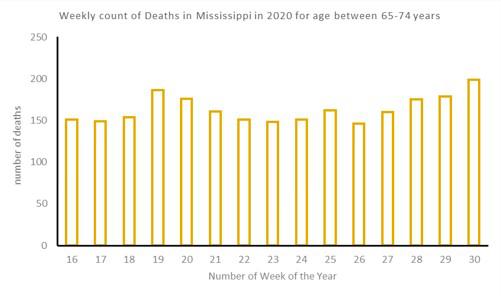 Weekly count of Deaths in Mississippi in 2020 for age between 65-74 years
250
200
150
100
50
0
number of deaths
16 17 18 19 20 21 22 23 24 25 26 27 28 29 30
Number of Week of the Year